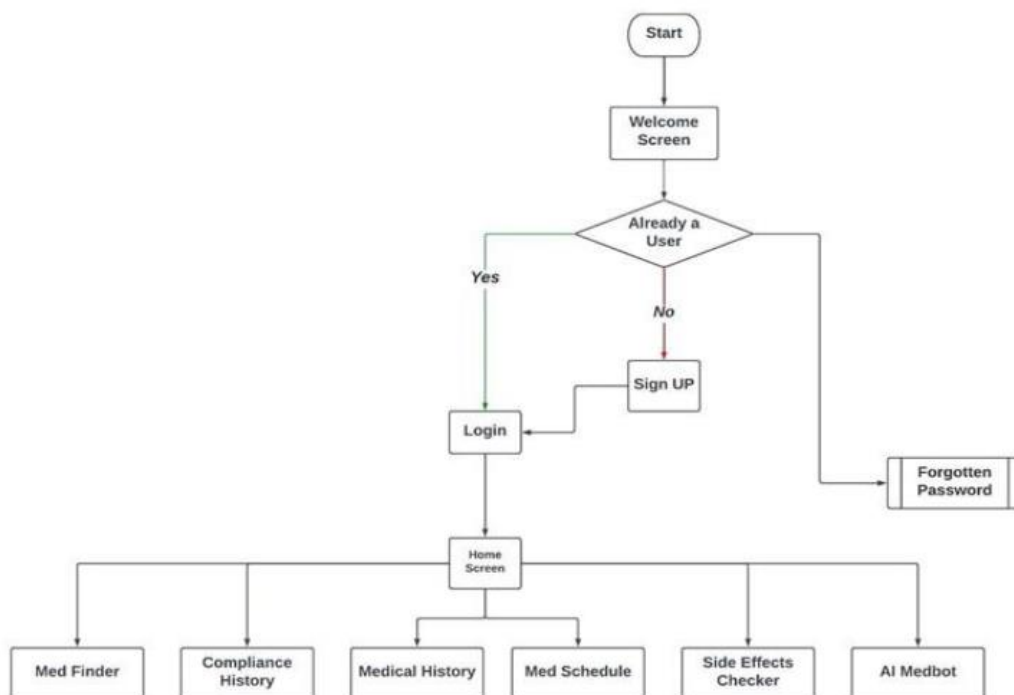 Start
Welcome
Screen
Already a
User
Yes
No
Sign UP
Login
Forgotten
Password
Home
Screen
Med Finder
Compliance
History
Medical History
Med Schedule
Side Effects
Checker
AI Medbot